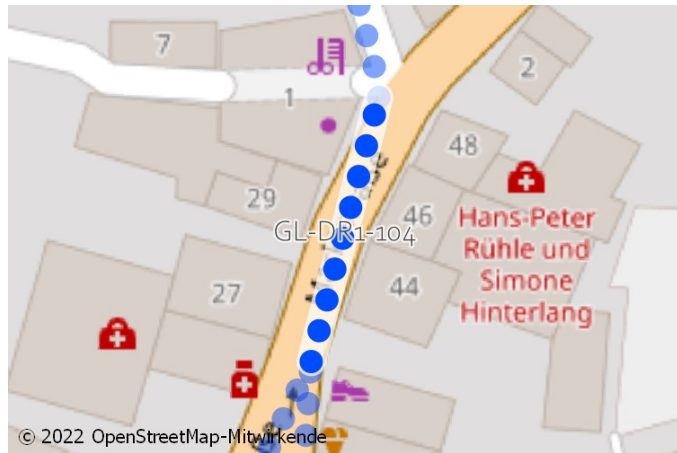 7
1
2
48
29
46
Hans-Peter
Rühle und
Simone
Hinterlang
GL-DR1-104
27
44
© 2022 OpenStreetMap-Mitwirkende